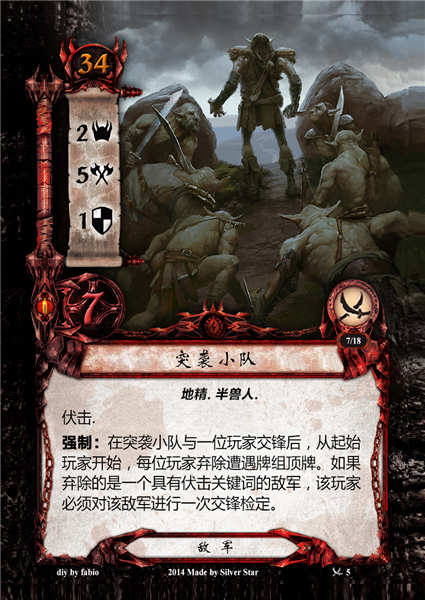 34
2
5
1
7
7/18
突袭小队
地精. 半兽人.
伏击.
强制：在突袭小队与一位玩家交锋后，从起始
玩家开始，每位玩家弃除遭遇牌组顶牌。如果
弃除的是一个具有伏击关键词的敌军，该玩家
必须对该敌军进行一次交锋检定。
敌军
diy by fabio
2014 Made by Silver Star
5